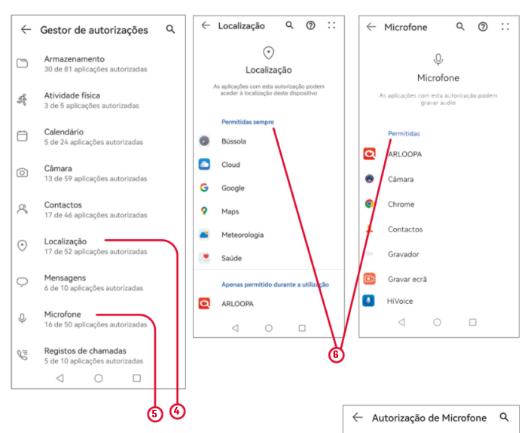 Gestor de autorizações
Armazenamento
30 de 81 aplicações autorizadas
Atividade física
3 de 5 aplicações autorizadas
Calendário
5 de 24 aplicações autorizadas
Câmara
13 de 59 aplicações autorizadas
Contactos
17 de 46 aplicações autorizadas
Localização
17 de 52 aplicações autorizadas
Mensagens
6 de 10 aplicações autorizadas
Microfone
16 de 50 aplicações autorizadas
Registos de chamadas
5 de 10 aplicações autorizadas
Localização
Localização
As aplicações com esta autorização podem
aceder à localização deste dispositivo
Permitidas sempre
Bússola
Cloud
Google
Maps
Meteorologia
Saúde
Apenas permitido durante a utilização
ARLOOPA
Microfone
Microfone
As aplicações com esta autorização podem
gravar áudio
Permitidas
ARLOOPA
Câmara
Chrome
Contactos
Gravador
Gravar ecrã
HiVoice
6
5
4
Autorização de Microfone